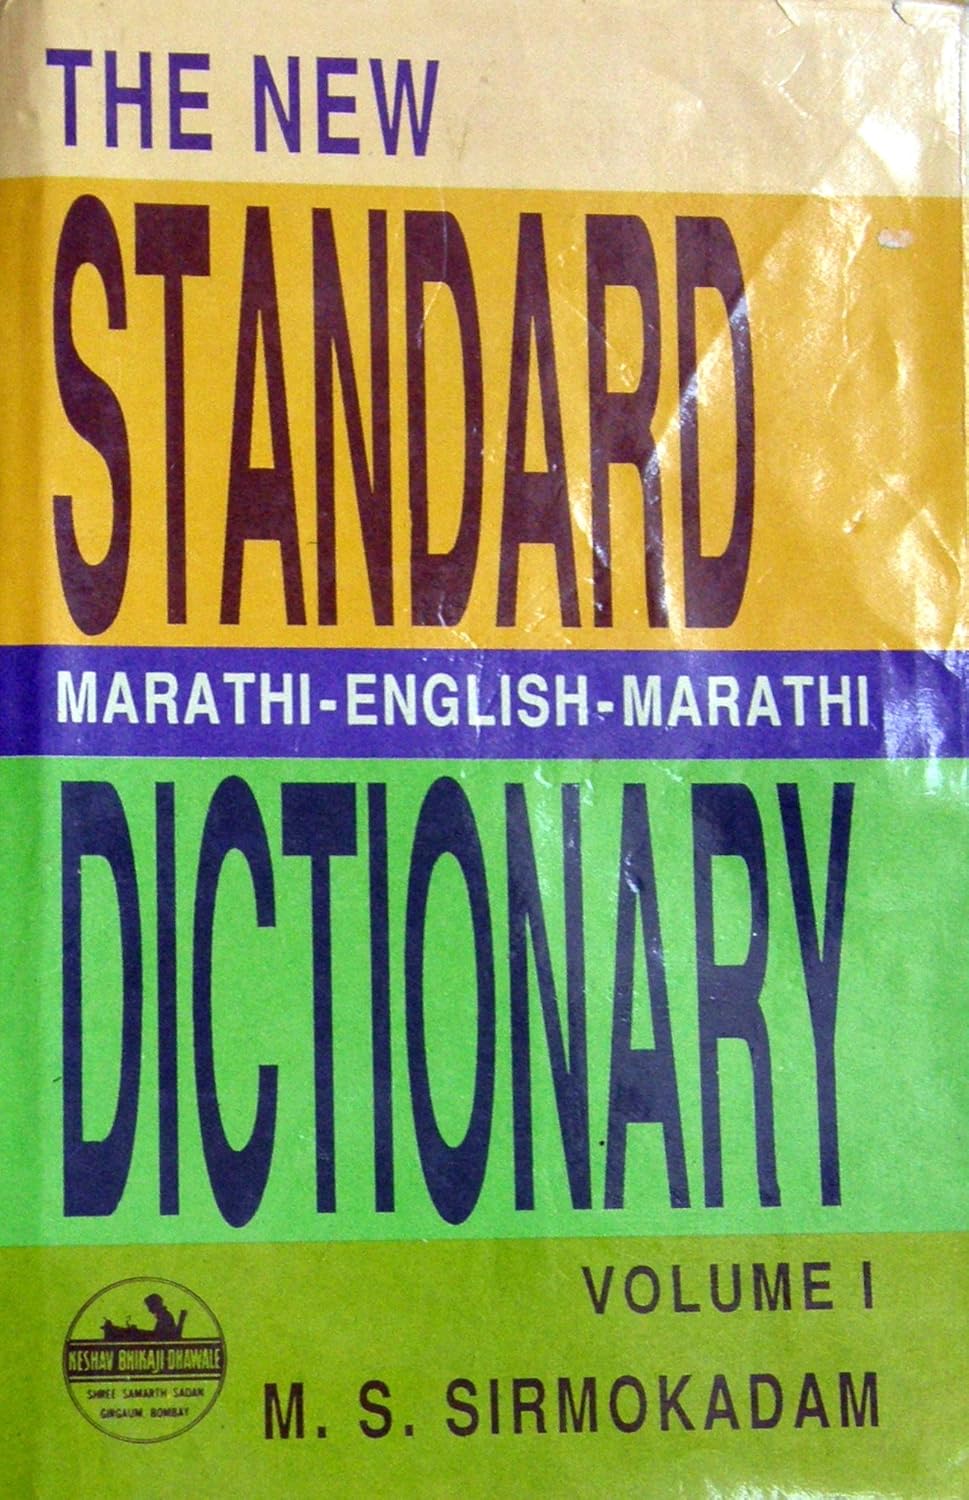 THE NEW
STANDARD
MARATHI-ENGLISH-MARATHI
DICTIONARY
VOLUME I
KESHAV BHIKAJI DHAWALE
SHREE SAMARTH SADAN
GIRGAUM, BOMBAY
M. S. SIRMOKADAM